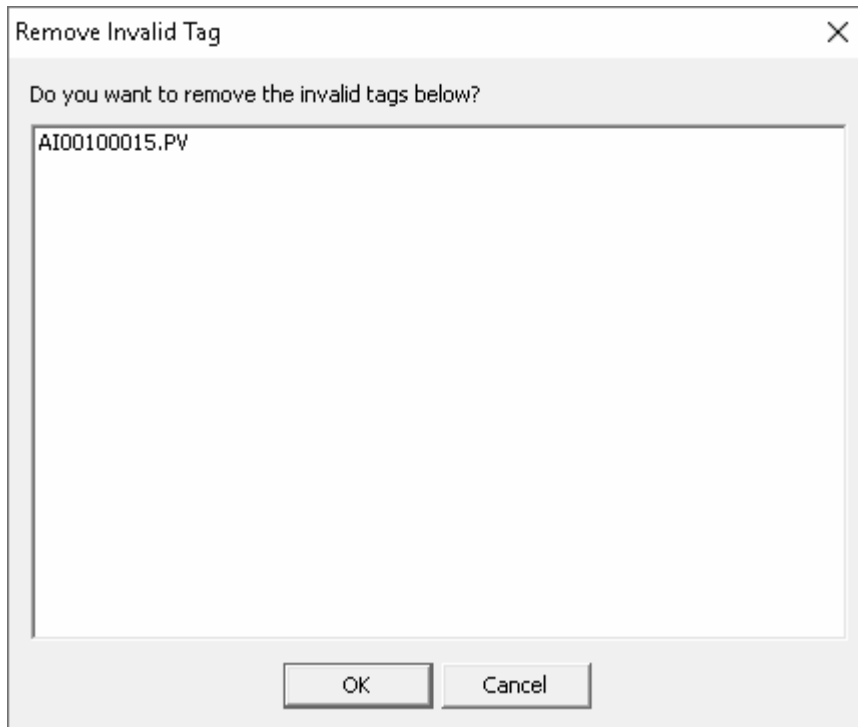 Remove Invalid Tag
Do you want to remove the invalid tags below?
AI00100015.PV
OK
Cancel